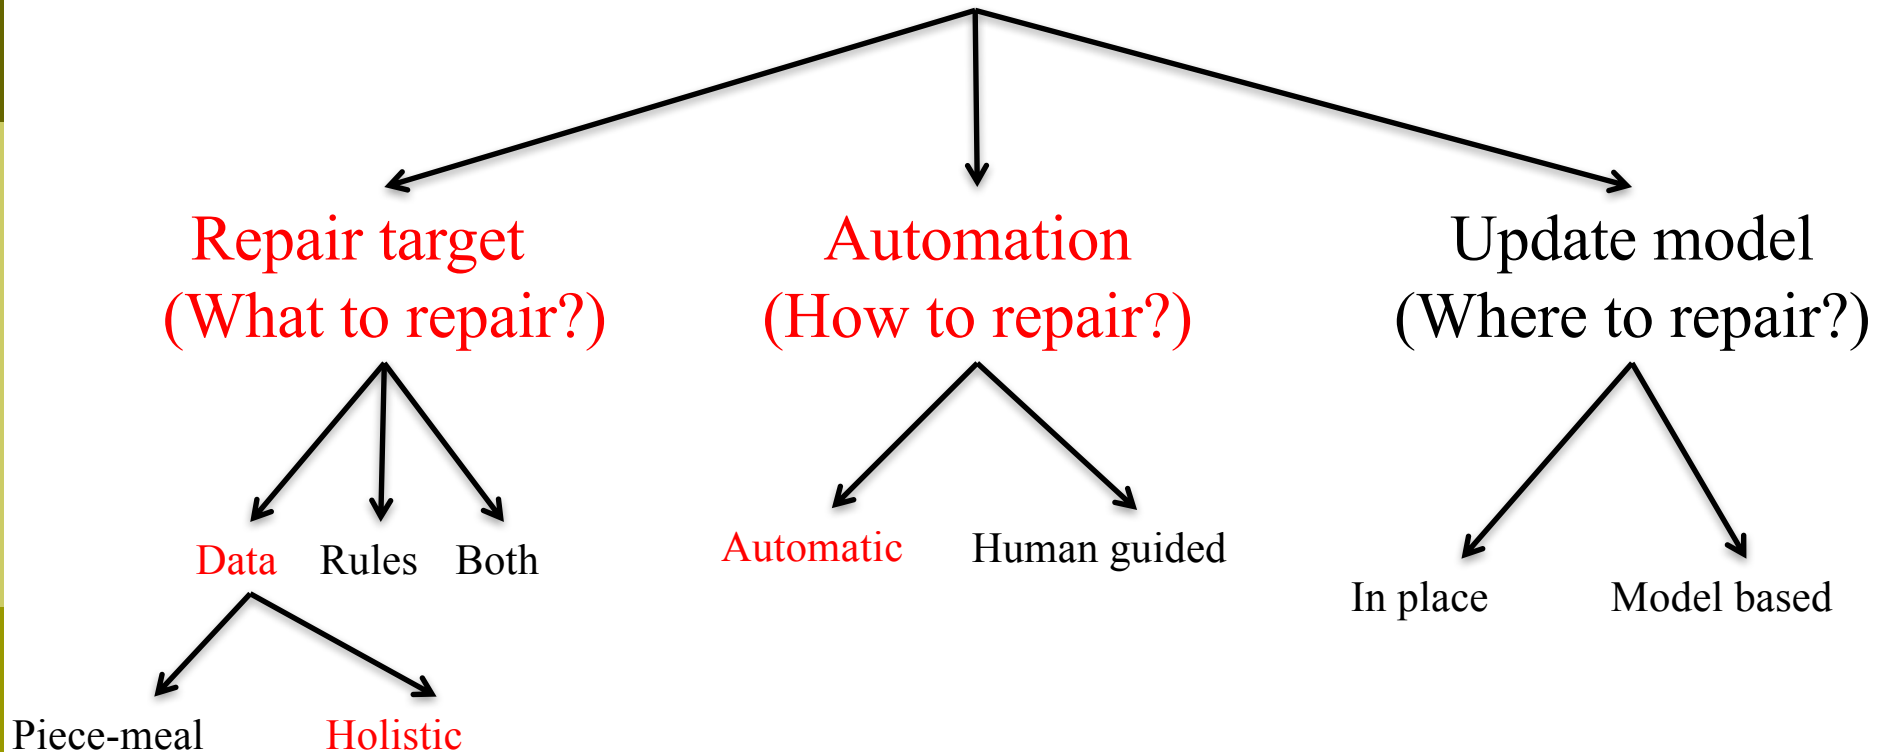 Repair target
(What to repair?)
Automation
(How to repair?)
Update model
(Where to repair?)
Data
Rules
Both
Automatic
Human guided
In place
Model based
Piece-meal
Holistic